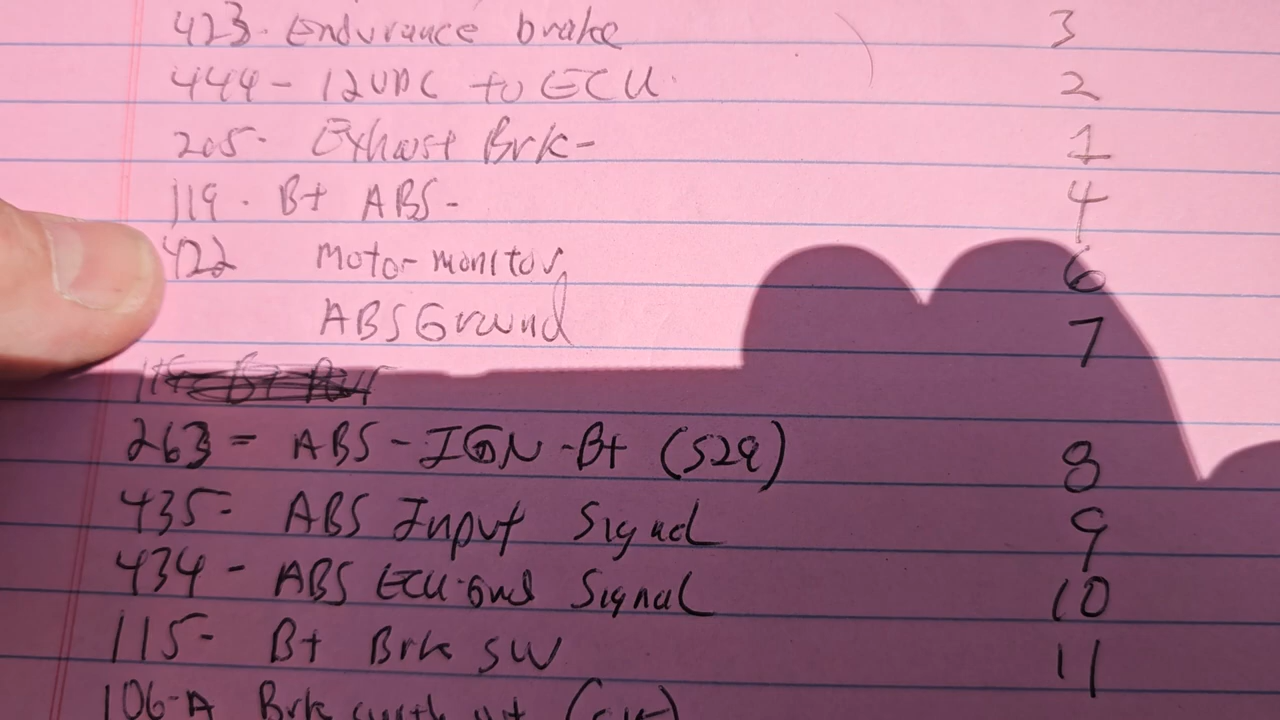 423- Endurance brake 3
444- 12VDC to ECU 2
205- Exhaust Brk- 1
119- B+ ABS- 4
422 Motor monitor 6
ABS Ground 7
263= ABS-IGN-B+ (S29) 8
435- ABS Input Signal 9
434- ABS ECU Gnd Signal 10
115- B+ Brk SW 11
106-A Brk